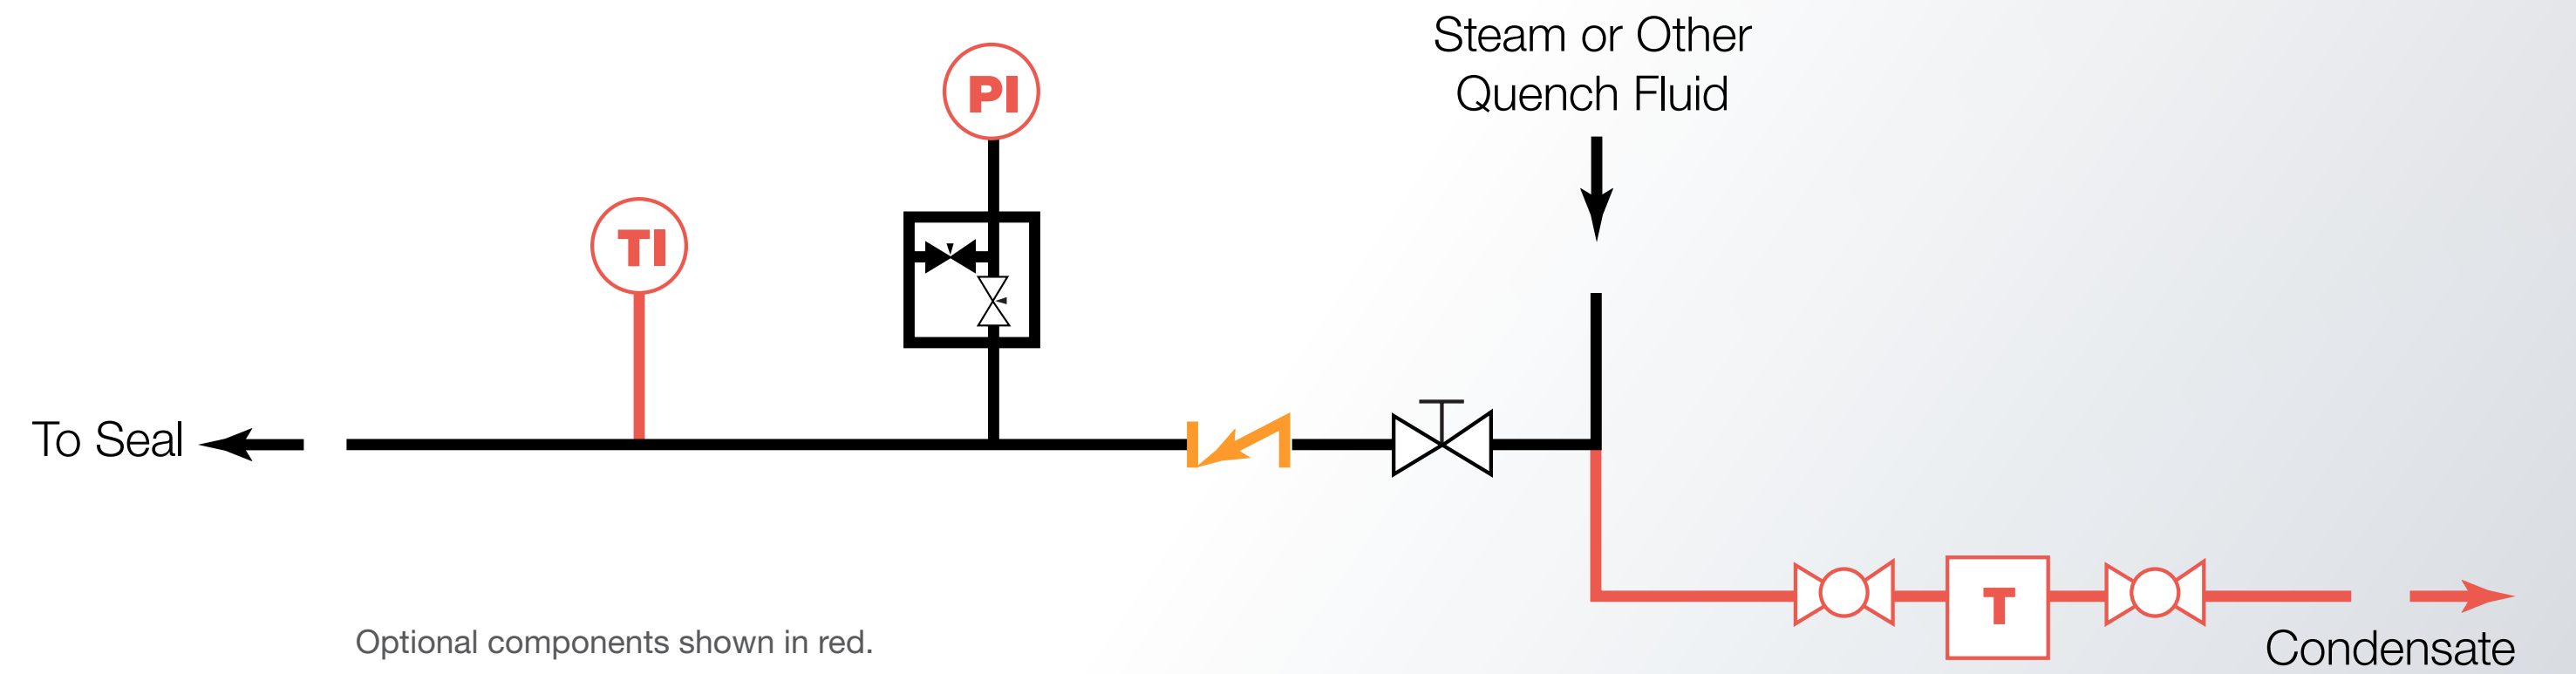 Steam or Other
Quench Fluid
PI
TI
To Seal
T
Optional components shown in red.
Condensate